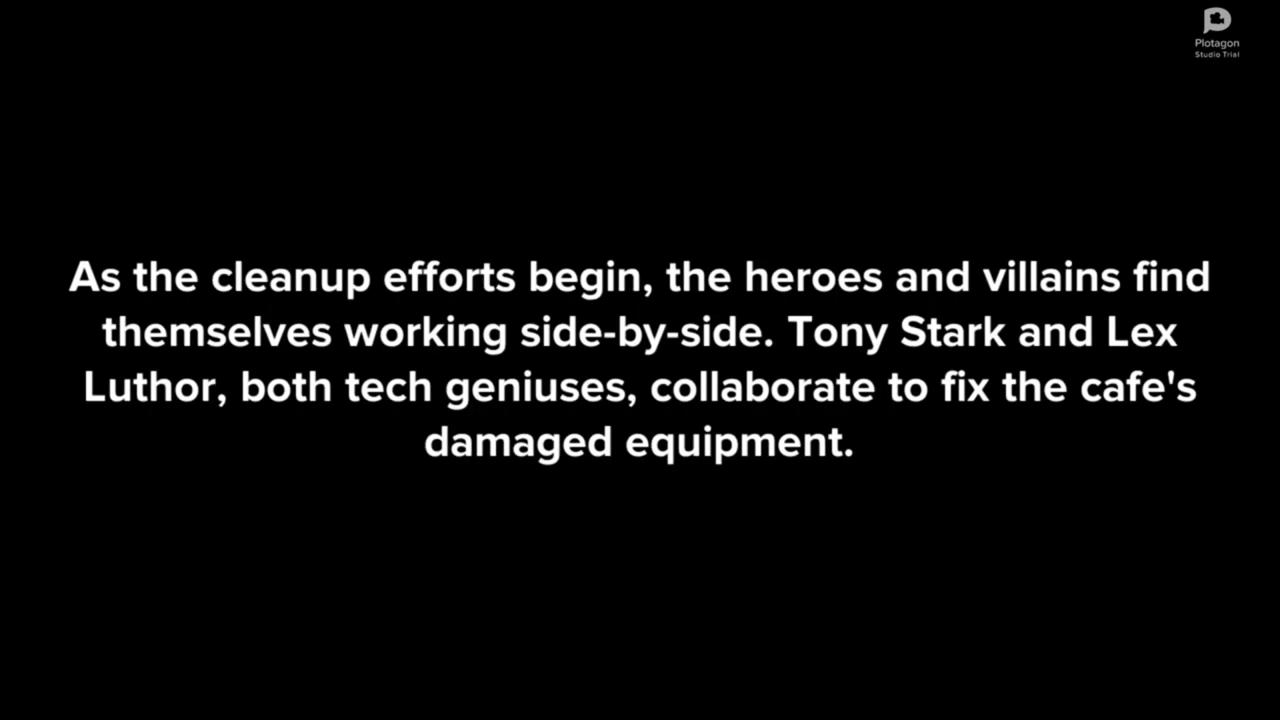 Plotagon
Studio Trial
As the cleanup efforts begin, the heroes and villains find
themselves working side-by-side. Tony Stark and Lex
Luthor, both tech geniuses, collaborate to fix the cafe's
damaged equipment.